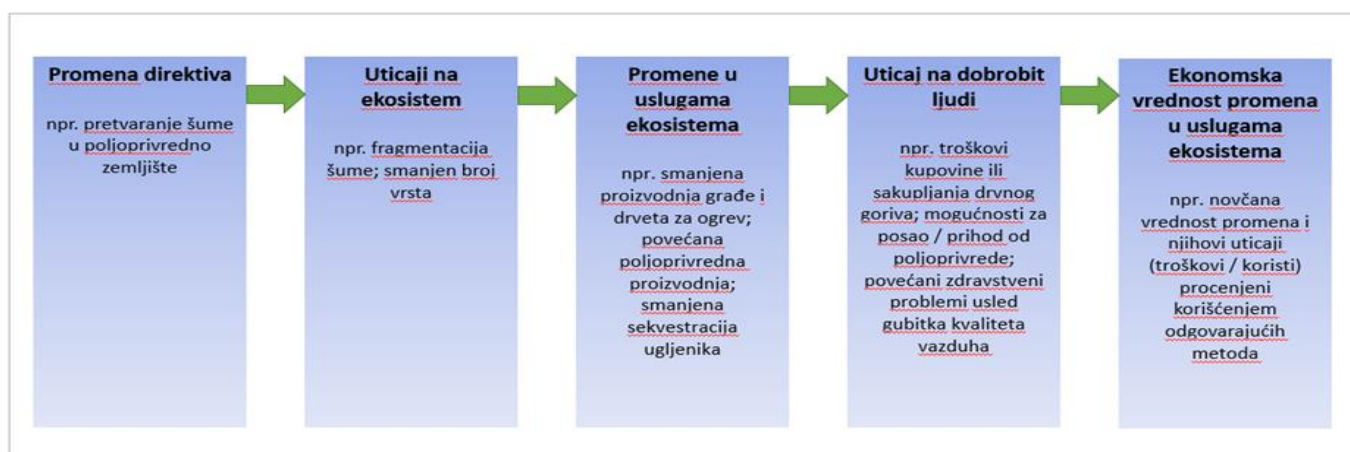 Promena direktiva
npr. pretvaranje šume
u poljoprivredno
zemljište
Uticaji na
ekosistem
npr. fragmentacija
šume; smanjen broj
vrsta
Promene u
uslugama
ekosistema
npr. smanjena
proizvodnja građe i
drveta za ogrev;
povećana
poljoprivredna
proizvodnja;
smanjena
sekvestracija
ugljenika
Uticaj na dobrobit
ljudi
npr. troškovi
kupovine ili
sakupljanja drvnog
goriva; mogućnosti za
posao / prihod od
poljoprivrede;
povećani zdravstveni
problemi usled
gubitka kvaliteta
vazduha
Ekonomska
vrednost promena
u uslugama
ekosistema
npr. novčana
vrednost promena i
njihovi uticaji
(troškovi / koristi)
procenjeni
korišćenjem
odgovarajućih
metoda